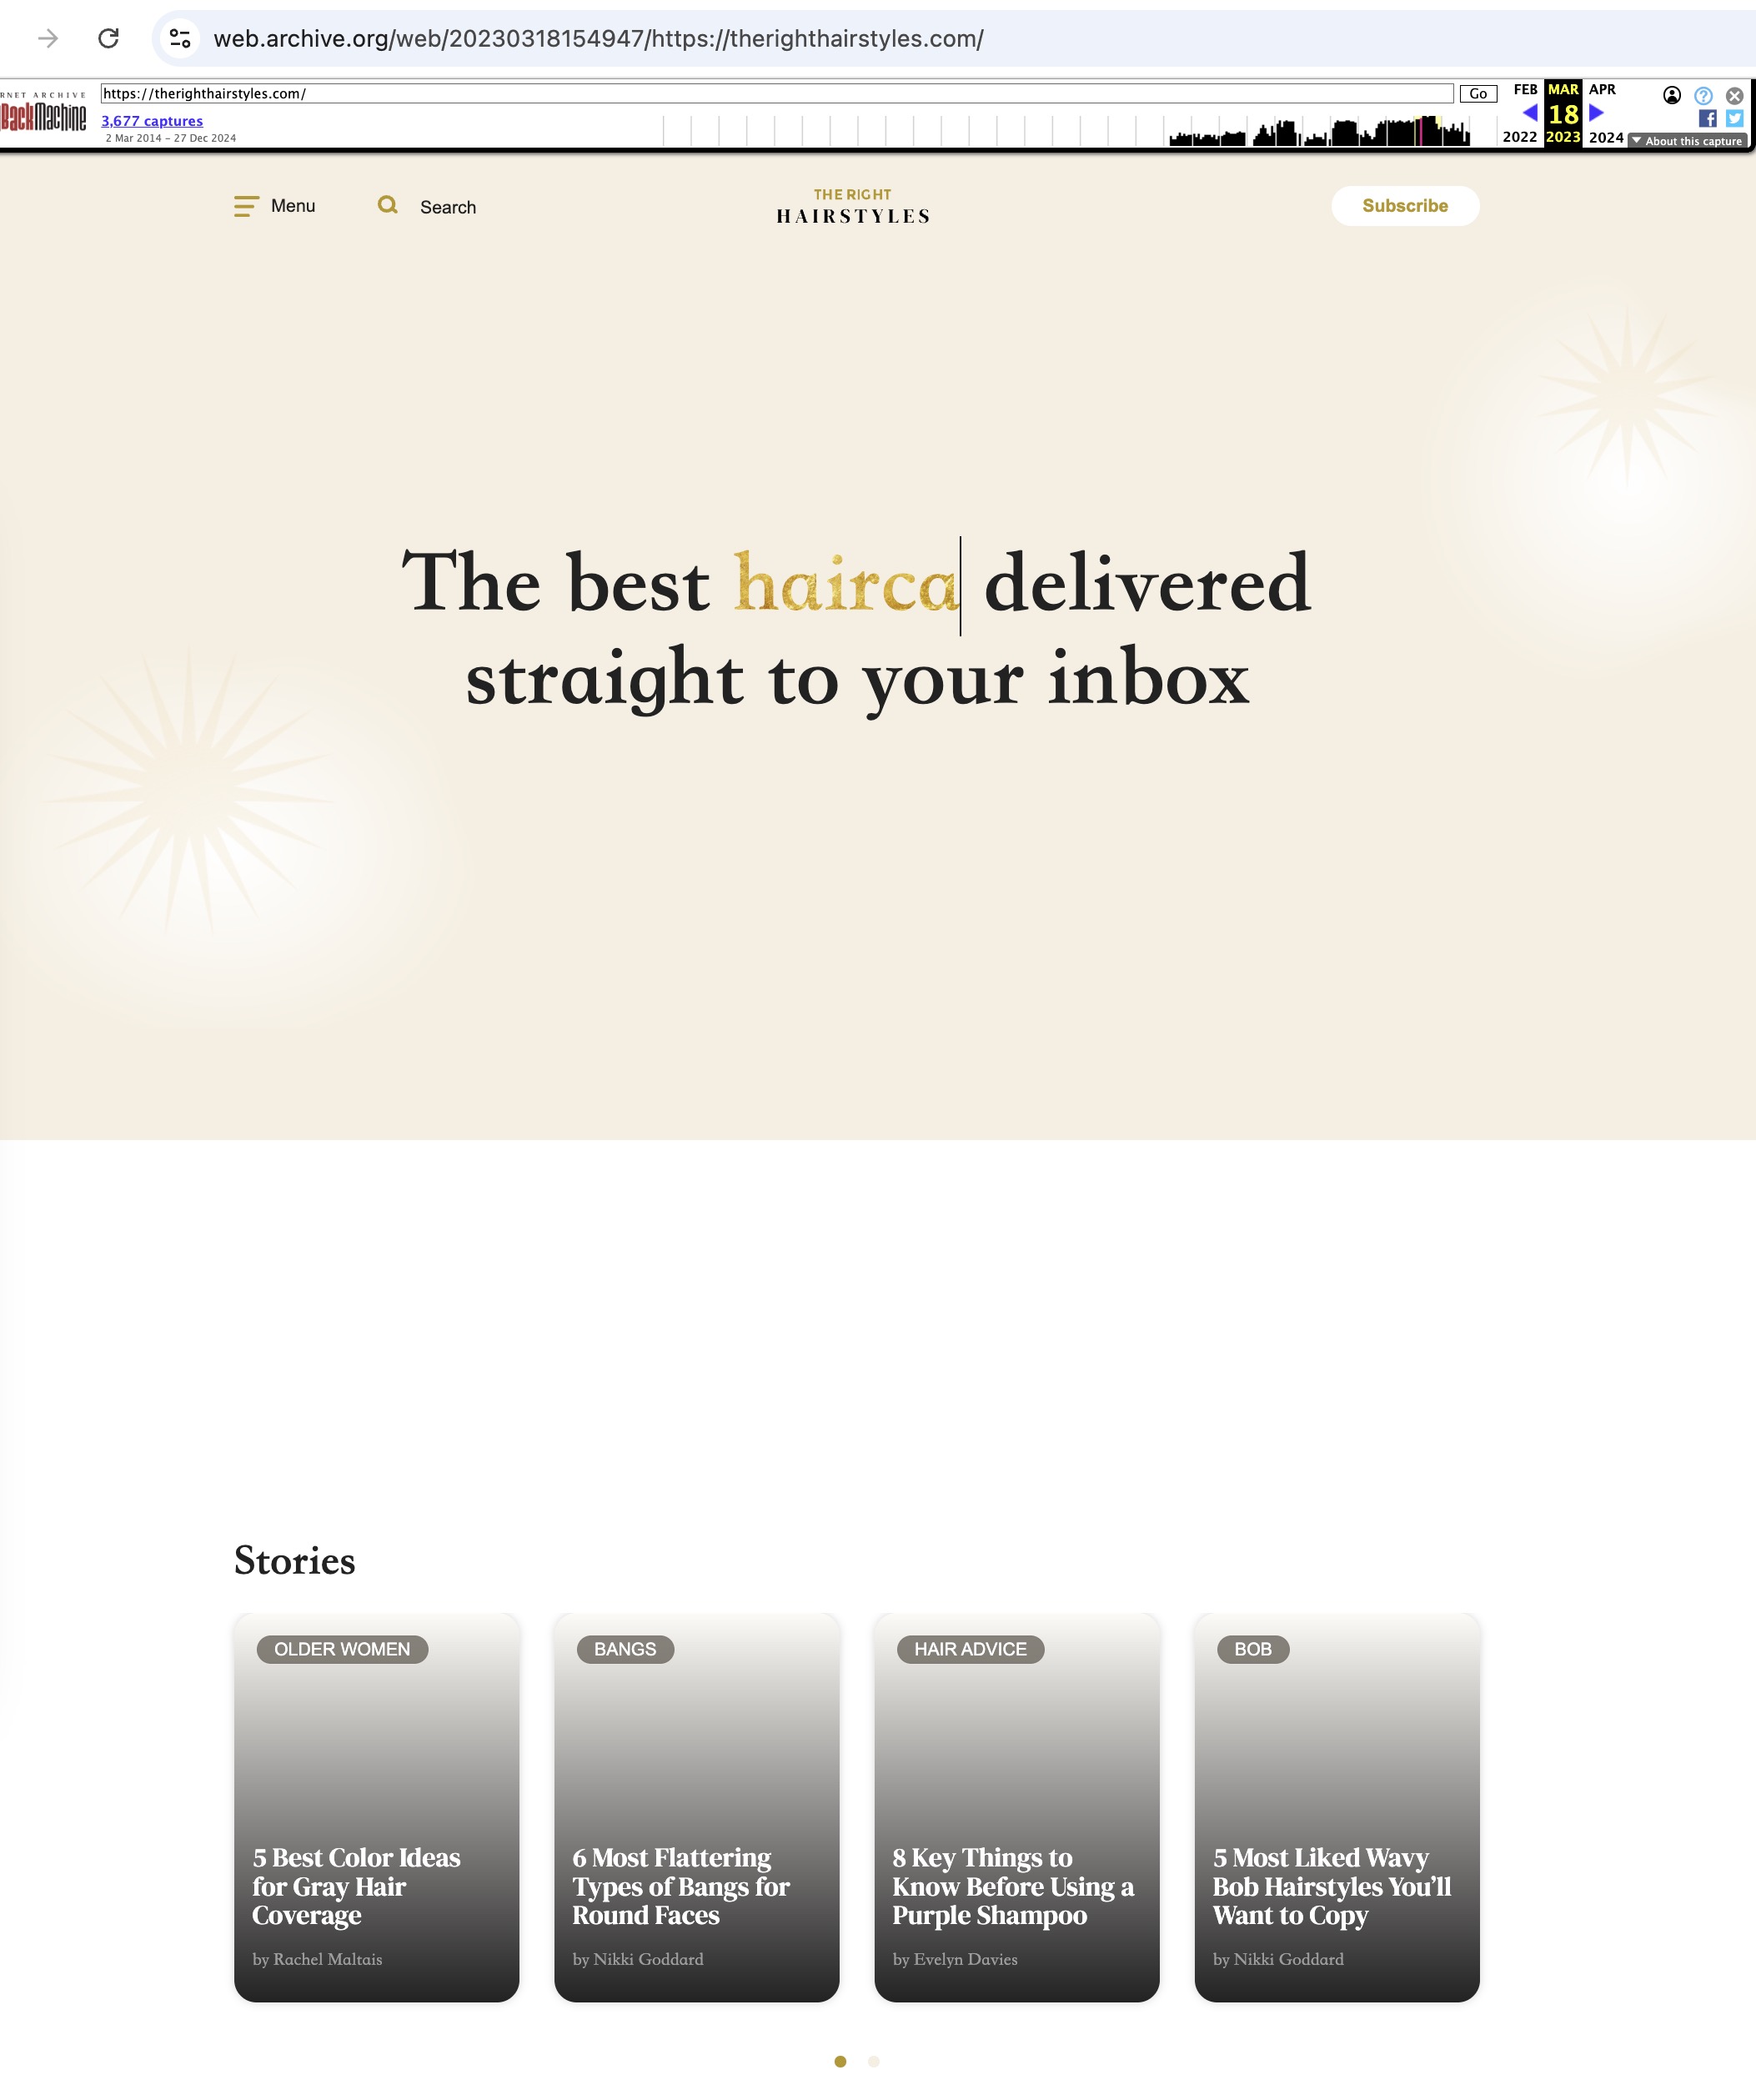 web.archive.org/web/20230318154947/https://therighthairstyles.com/
RNET ARCHIVE
BackMachine
https://therighthairstyles.com/
Go
FEB MAR APR
3,677 captures
18
2 Mar 2014 – 27 Dec 2024
2022 2023 2024
About this capture
Menu
Search
THE RIGHT
HAIRSTYLES
Subscribe
The best hairca delivered
straight to your inbox
Stories
OLDER WOMEN
5 Best Color Ideas
for Gray Hair
Coverage
by Rachel Maltais
BANGS
6 Most Flattering
Types of Bangs for
Round Faces
by Nikki Goddard
HAIR ADVICE
8 Key Things to
Know Before Using a
Purple Shampoo
by Evelyn Davies
BOB
5 Most Liked Wavy
Bob Hairstyles You’ll
Want to Copy
by Nikki Goddard